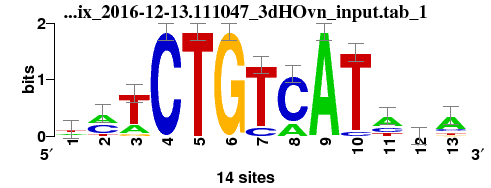 ...ix_2016-12-13.111047_3dHOvn_input.tab_1
bits
2
1
0
CTGTCAT
5′ 1 2 3 4 5 6 7 8 9 10 11 12 13 3′
14 sites